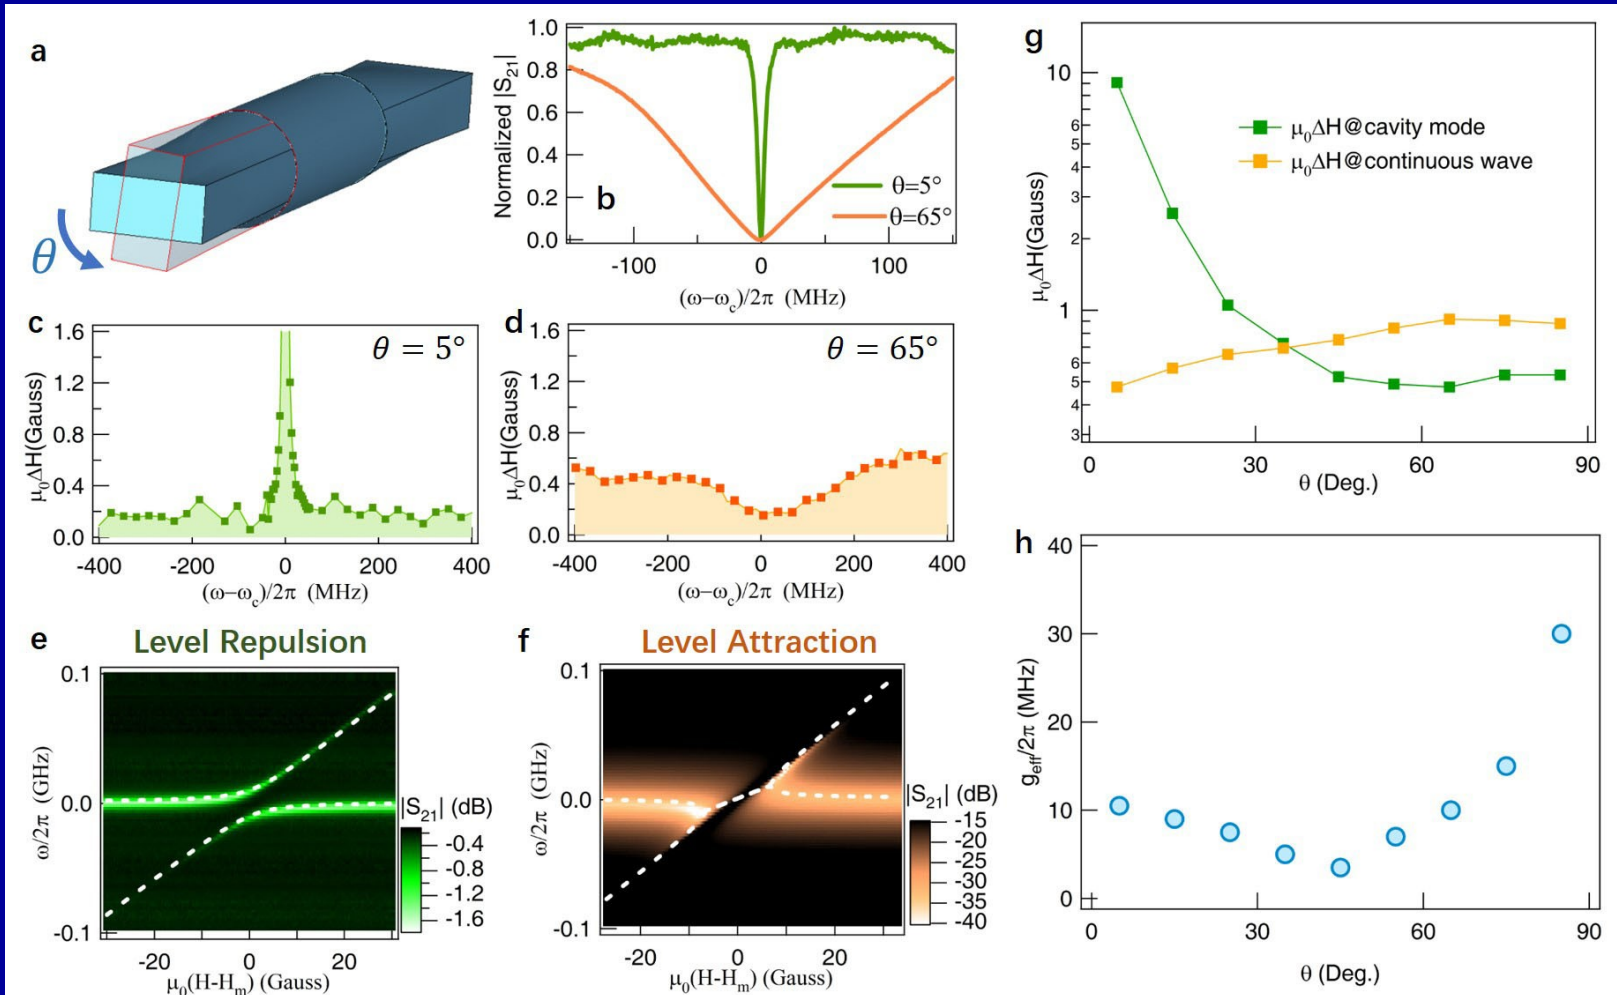 a
θ
b
Normalized |S₂₁|
1.0
0.8
0.6
0.4
0.2
0.0
θ=5°
θ=65°
-100
0
100
(ω−ω_c)/2π (MHz)
c
θ = 5°
μ₀ΔH(Gauss)
1.6
1.2
0.8
0.4
0.0
-400
-200
0
200
400
(ω−ω_c)/2π (MHz)
d
θ = 65°
μ₀ΔH(Gauss)
1.6
1.2
0.8
0.4
0.0
-400
-200
0
200
400
(ω−ω_c)/2π (MHz)
e
Level Repulsion
ω/2π (GHz)
0.1
0.0
-0.1
-20
0
20
μ₀(H-H_m) (Gauss)
|S₂₁| (dB)
-0.4
-0.8
-1.2
-1.6
f
Level Attraction
ω/2π (GHz)
0.1
0.0
-0.1
-20
0
20
μ₀(H-H_m) (Gauss)
|S₂₁| (dB)
-15
-20
-25
-30
-35
-40
g
μ₀ΔH(Gauss)
10
6
5
4
3
2
1
6
5
4
3
μ₀ΔH@cavity mode
μ₀ΔH@continuous wave
0
30
60
90
θ (Deg.)
h
g_eff/2π (MHz)
40
30
20
10
0
0
30
60
90
θ (Deg.)